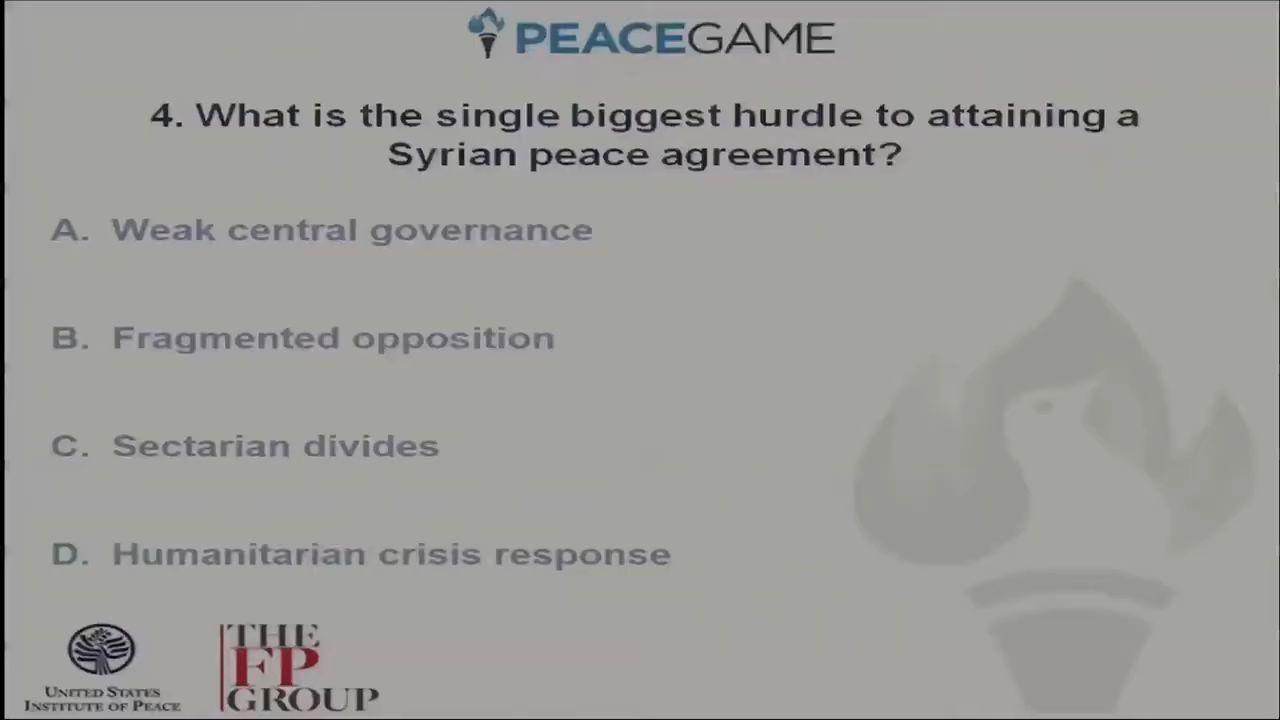 PEACEGAME
4. What is the single biggest hurdle to attaining a
Syrian peace agreement?
A. Weak central governance
B. Fragmented opposition
C. Sectarian divides
D. Humanitarian crisis response
UNITED STATES
INSTITUTE OF PEACE
THE
FP
GROUP